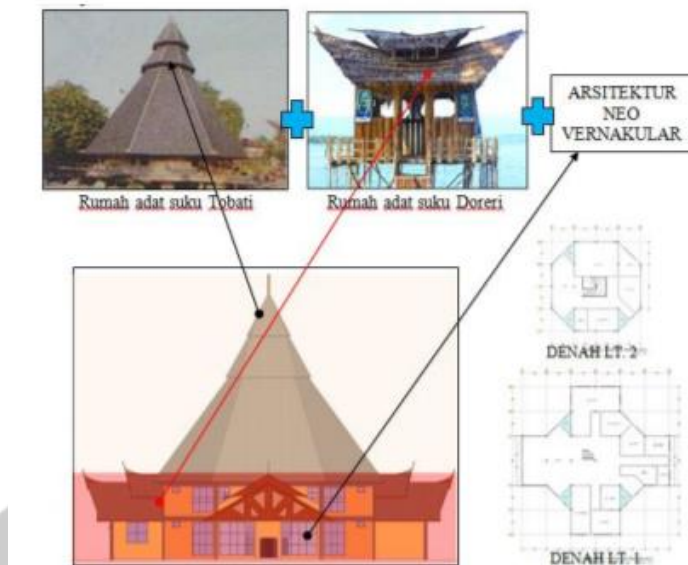 ARSITEKTUR
NEO
VERNAKULAR
Rumah adat suku Tobati
Rumah adat suku Doreri
DENAH LT. 2
DENAH LT. 1